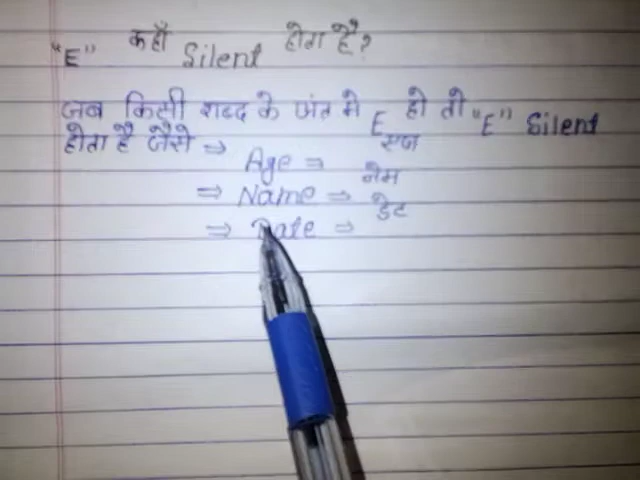 "E" कहाँ Silent होता है?
जब किसी शब्द के अंत मे E हो तो "E" Silent
होता है जैसे ⇒ Age ⇒ एज
⇒ Name ⇒ नेम
⇒ Date ⇒ डेट